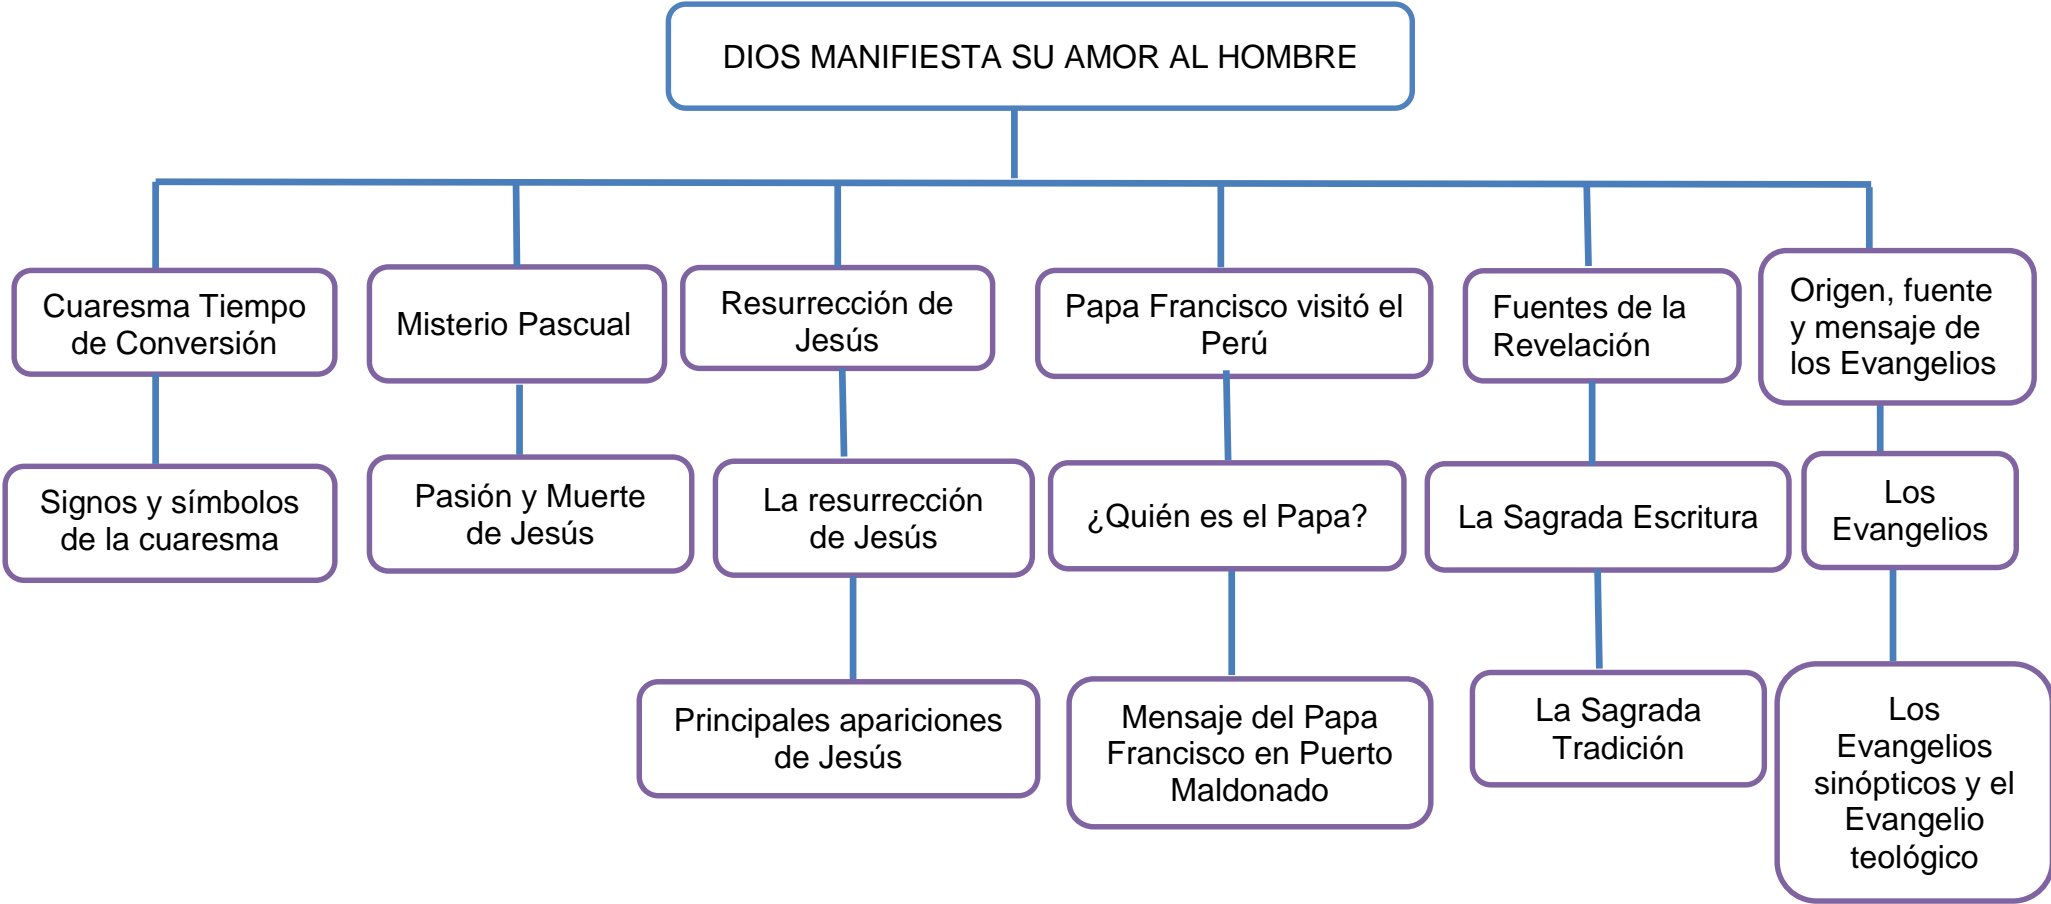 DIOS MANIFIESTA SU AMOR AL HOMBRE
Cuaresma Tiempo
de Conversión
Misterio Pascual
Resurrección de
Jesús
Papa Francisco visitó el
Perú
Fuentes de la
Revelación
Origen, fuente
y mensaje de
los Evangelios
Signos y símbolos
de la cuaresma
Pasión y Muerte
de Jesús
La resurrección
de Jesús
¿Quién es el Papa?
La Sagrada Escritura
Los
Evangelios
Principales apariciones
de Jesús
Mensaje del Papa
Francisco en Puerto
Maldonado
La Sagrada
Tradición
Los
Evangelios
sinópticos y el
Evangelio
teológico